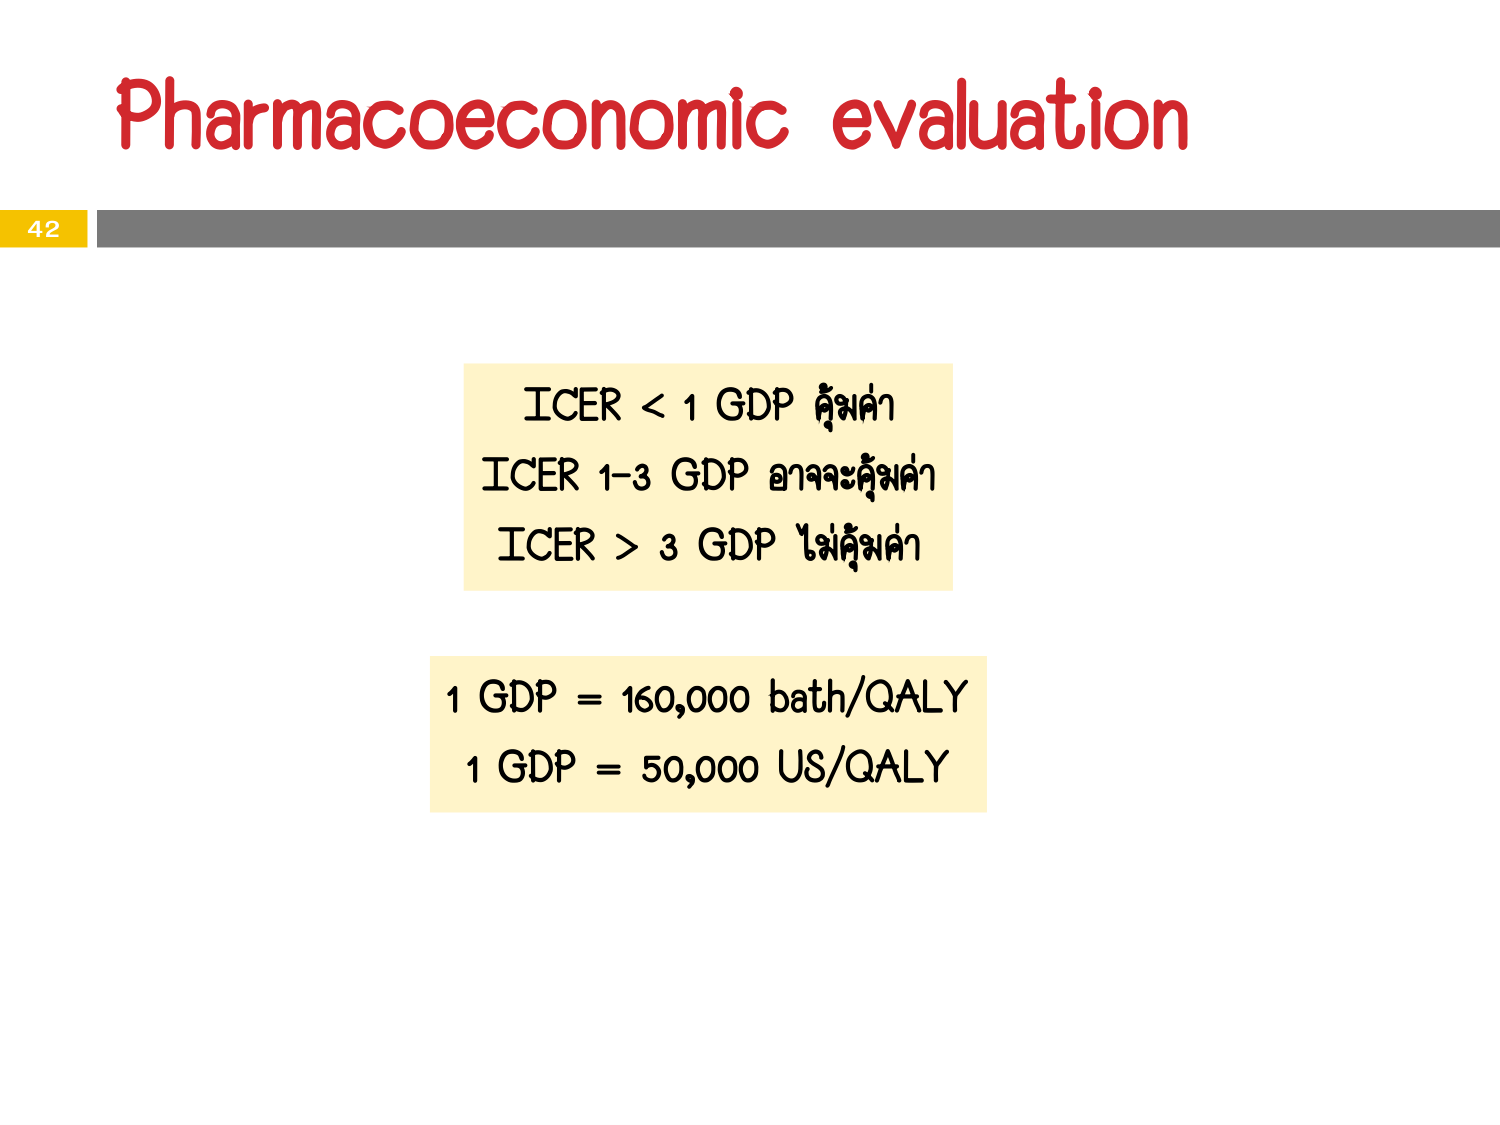 Pharmacoeconomic evaluation
42
ICER < 1 GDP คุ้มค่า
ICER 1-3 GDP อาจจะคุ้มค่า
ICER > 3 GDP ไม่คุ้มค่า
1 GDP = 160,000 bath/QALY
1 GDP = 50,000 US/QALY